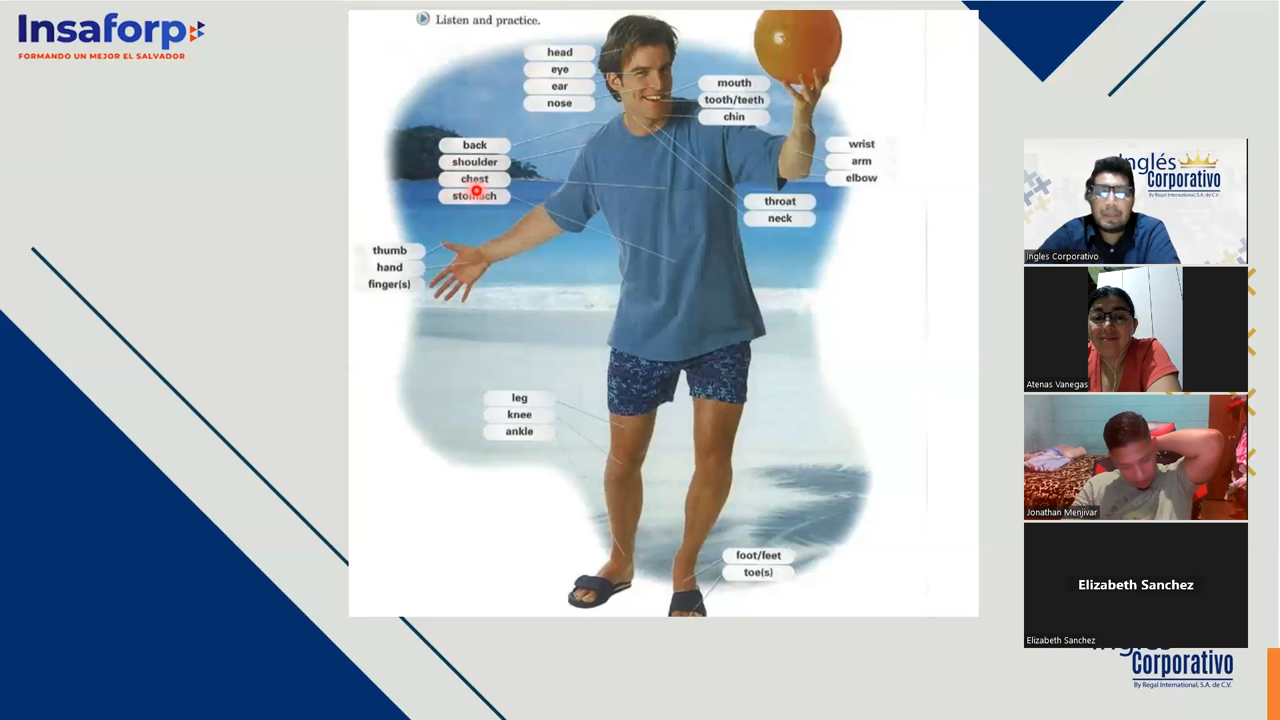 Insaforp
FORMANDO UN MEJOR EL SALVADOR
Listen and practice.
head
eye
ear
nose
mouth
tooth/teeth
chin
back
shoulder
chest
stomach
wrist
arm
elbow
throat
neck
thumb
hand
finger(s)
leg
knee
ankle
foot/feet
toe(s)
Inglés
Corporativo
By Regal International, S.A. de C.V.
Ingles Corporativo
Atenas Vanegas
Jonathan Menjivar
Elizabeth Sanchez
Elizabeth Sanchez
Inglés
Corporativo
By Regal International, S.A. de C.V.